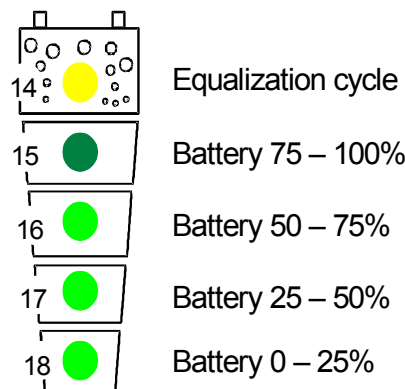 14 Equalization cycle
15 Battery 75 – 100%
16 Battery 50 – 75%
17 Battery 25 – 50%
18 Battery 0 – 25%